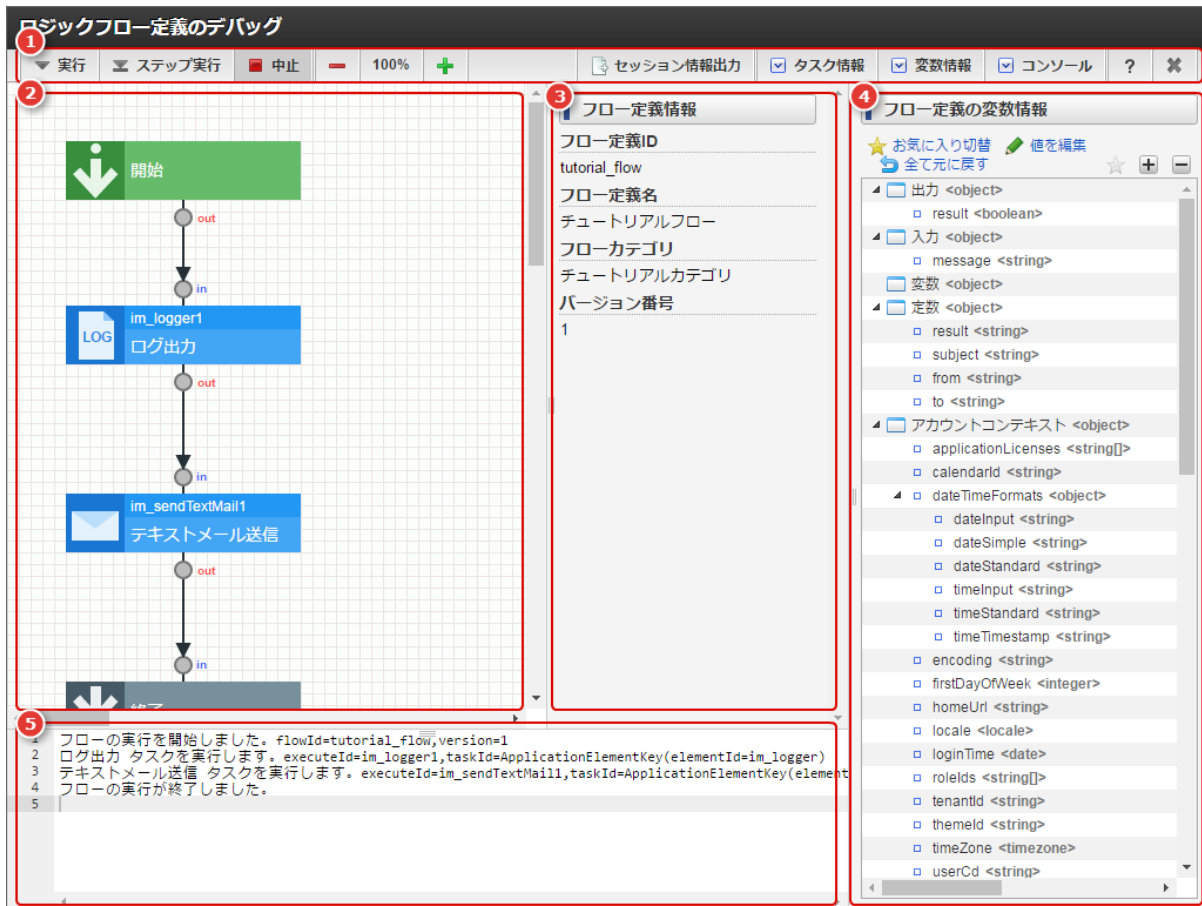 ロジックフロー定義のデバッグ
1
実行 ステップ実行 中止 100% セッション情報出力 タスク情報 変数情報 コンソール ?
2
開始
out
in
im_logger1
LOG
ログ出力
out
in
im_sendTextMail1
テキストメール送信
out
in
終了
3
フロー定義情報
フロー定義ID
tutorial_flow
フロー定義名
チュートリアルフロー
フローカテゴリ
チュートリアルカテゴリ
バージョン番号
1
4
フロー定義の変数情報
お気に入り切替 値を編集
全て元に戻す
出力 <object>
result <boolean>
入力 <object>
message <string>
変数 <object>
定数 <object>
result <string>
subject <string>
from <string>
to <string>
アカウントコンテキスト <object>
applicationLicenses <string[]>
calendarId <string>
dateTimeFormats <object>
dateInput <string>
dateSimple <string>
dateStandard <string>
timeInput <string>
timeStandard <string>
timeTimestamp <string>
encoding <string>
firstDayOfWeek <integer>
homeUrl <string>
locale <locale>
loginTime <date>
roleIds <string[]>
tenantId <string>
themeId <string>
timeZone <timezone>
userCd <string>
5
1 フローの実行を開始しました。flowId=tutorial_flow,version=1
2 ログ出力 タスクを実行します。executeId=im_logger1,taskId=ApplicationElementKey(elementId=im_logger)
3 テキストメール送信 タスクを実行します。executeId=im_sendTextMail1,taskId=ApplicationElementKey(element
4 フローの実行が終了しました。
5